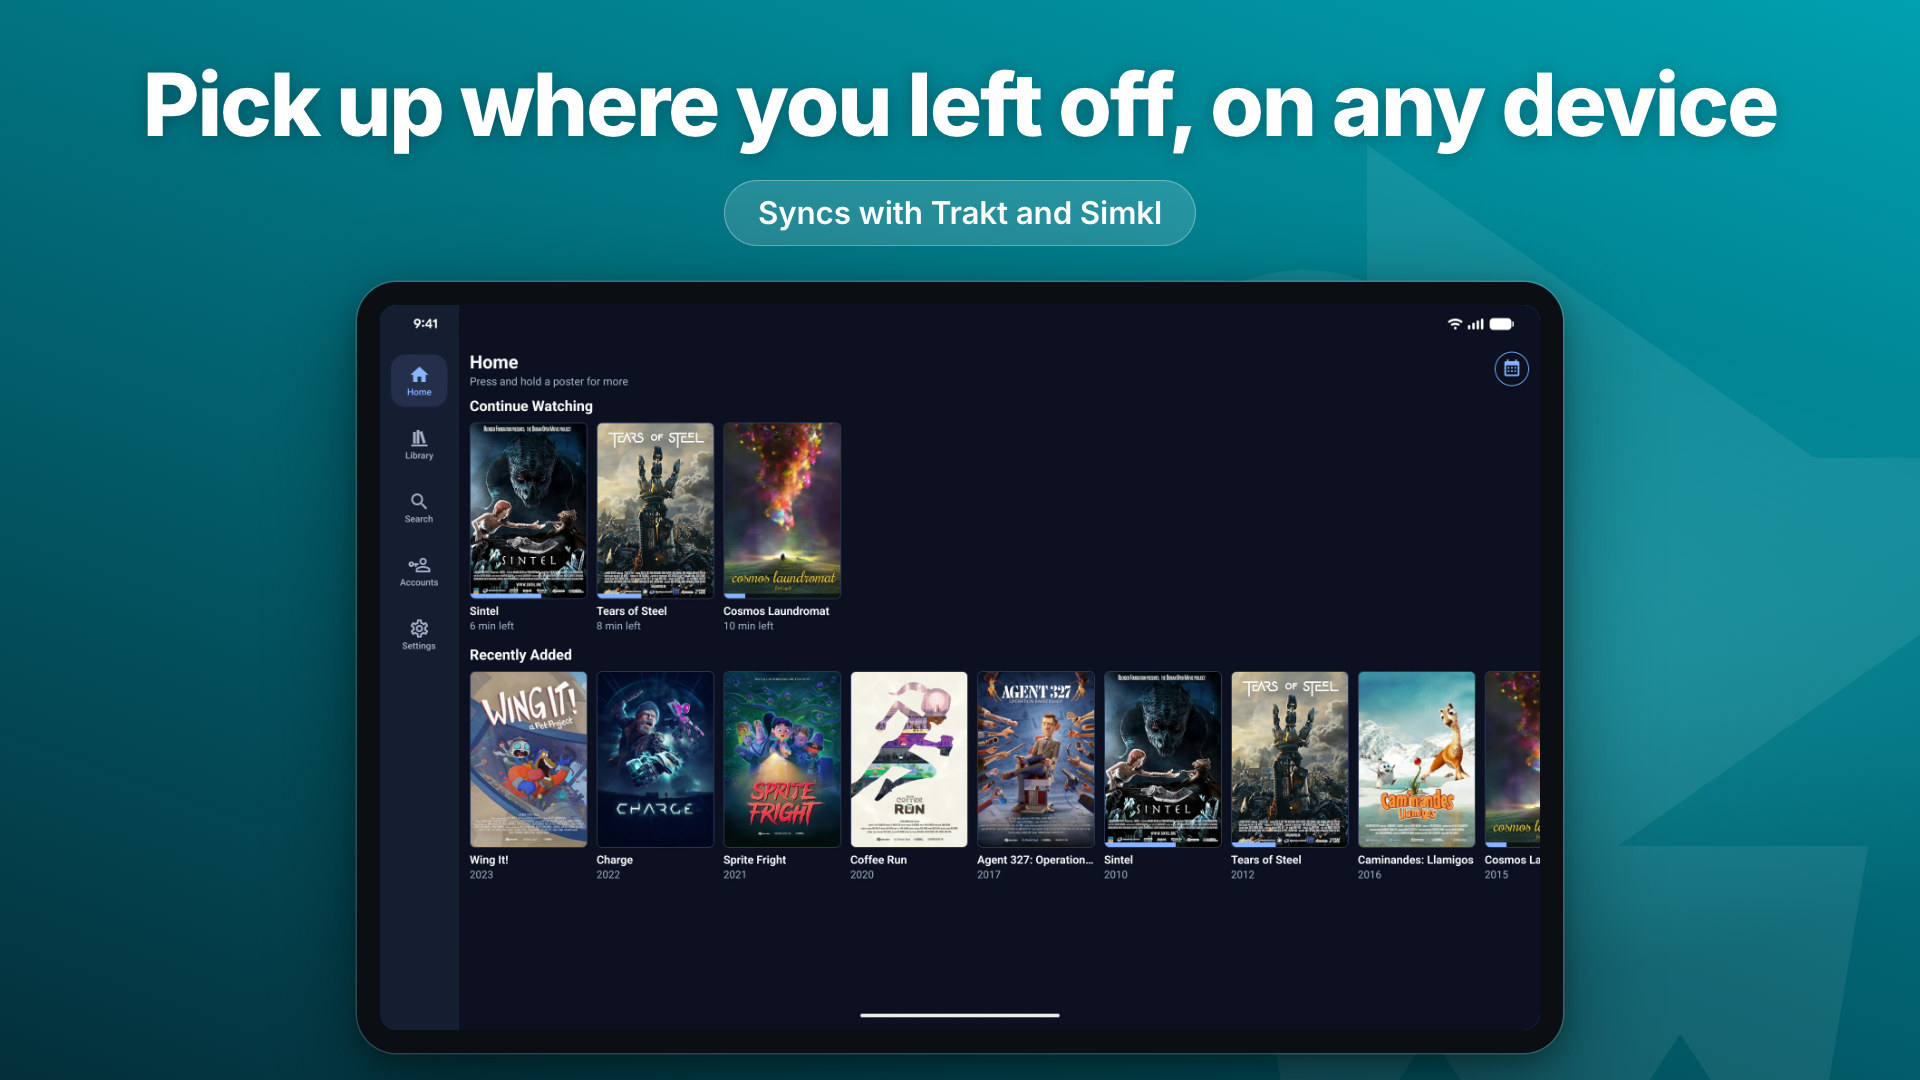 Pick up where you left off, on any device
Syncs with Trakt and Simkl
9:41
Home
Library
Search
Accounts
Settings
Home
Press and hold a poster for more
Continue Watching
SINTEL
TEARS OF STEEL
cosmos laundromat
Sintel
6 min left
Tears of Steel
8 min left
Cosmos Laundromat
10 min left
Recently Added
WING IT!
a Pet Project
CHARGE
SPRITE FRIGHT
COFFEE RUN
AGENT 327
SINTEL
TEARS OF STEEL
Caminandes
Llamigos
cosmos l
Wing It!
2023
Charge
2022
Sprite Fright
2021
Coffee Run
2020
Agent 327: Operation...
2017
Sintel
2010
Tears of Steel
2012
Caminandes: Llamigos
2016
Cosmos La
2015